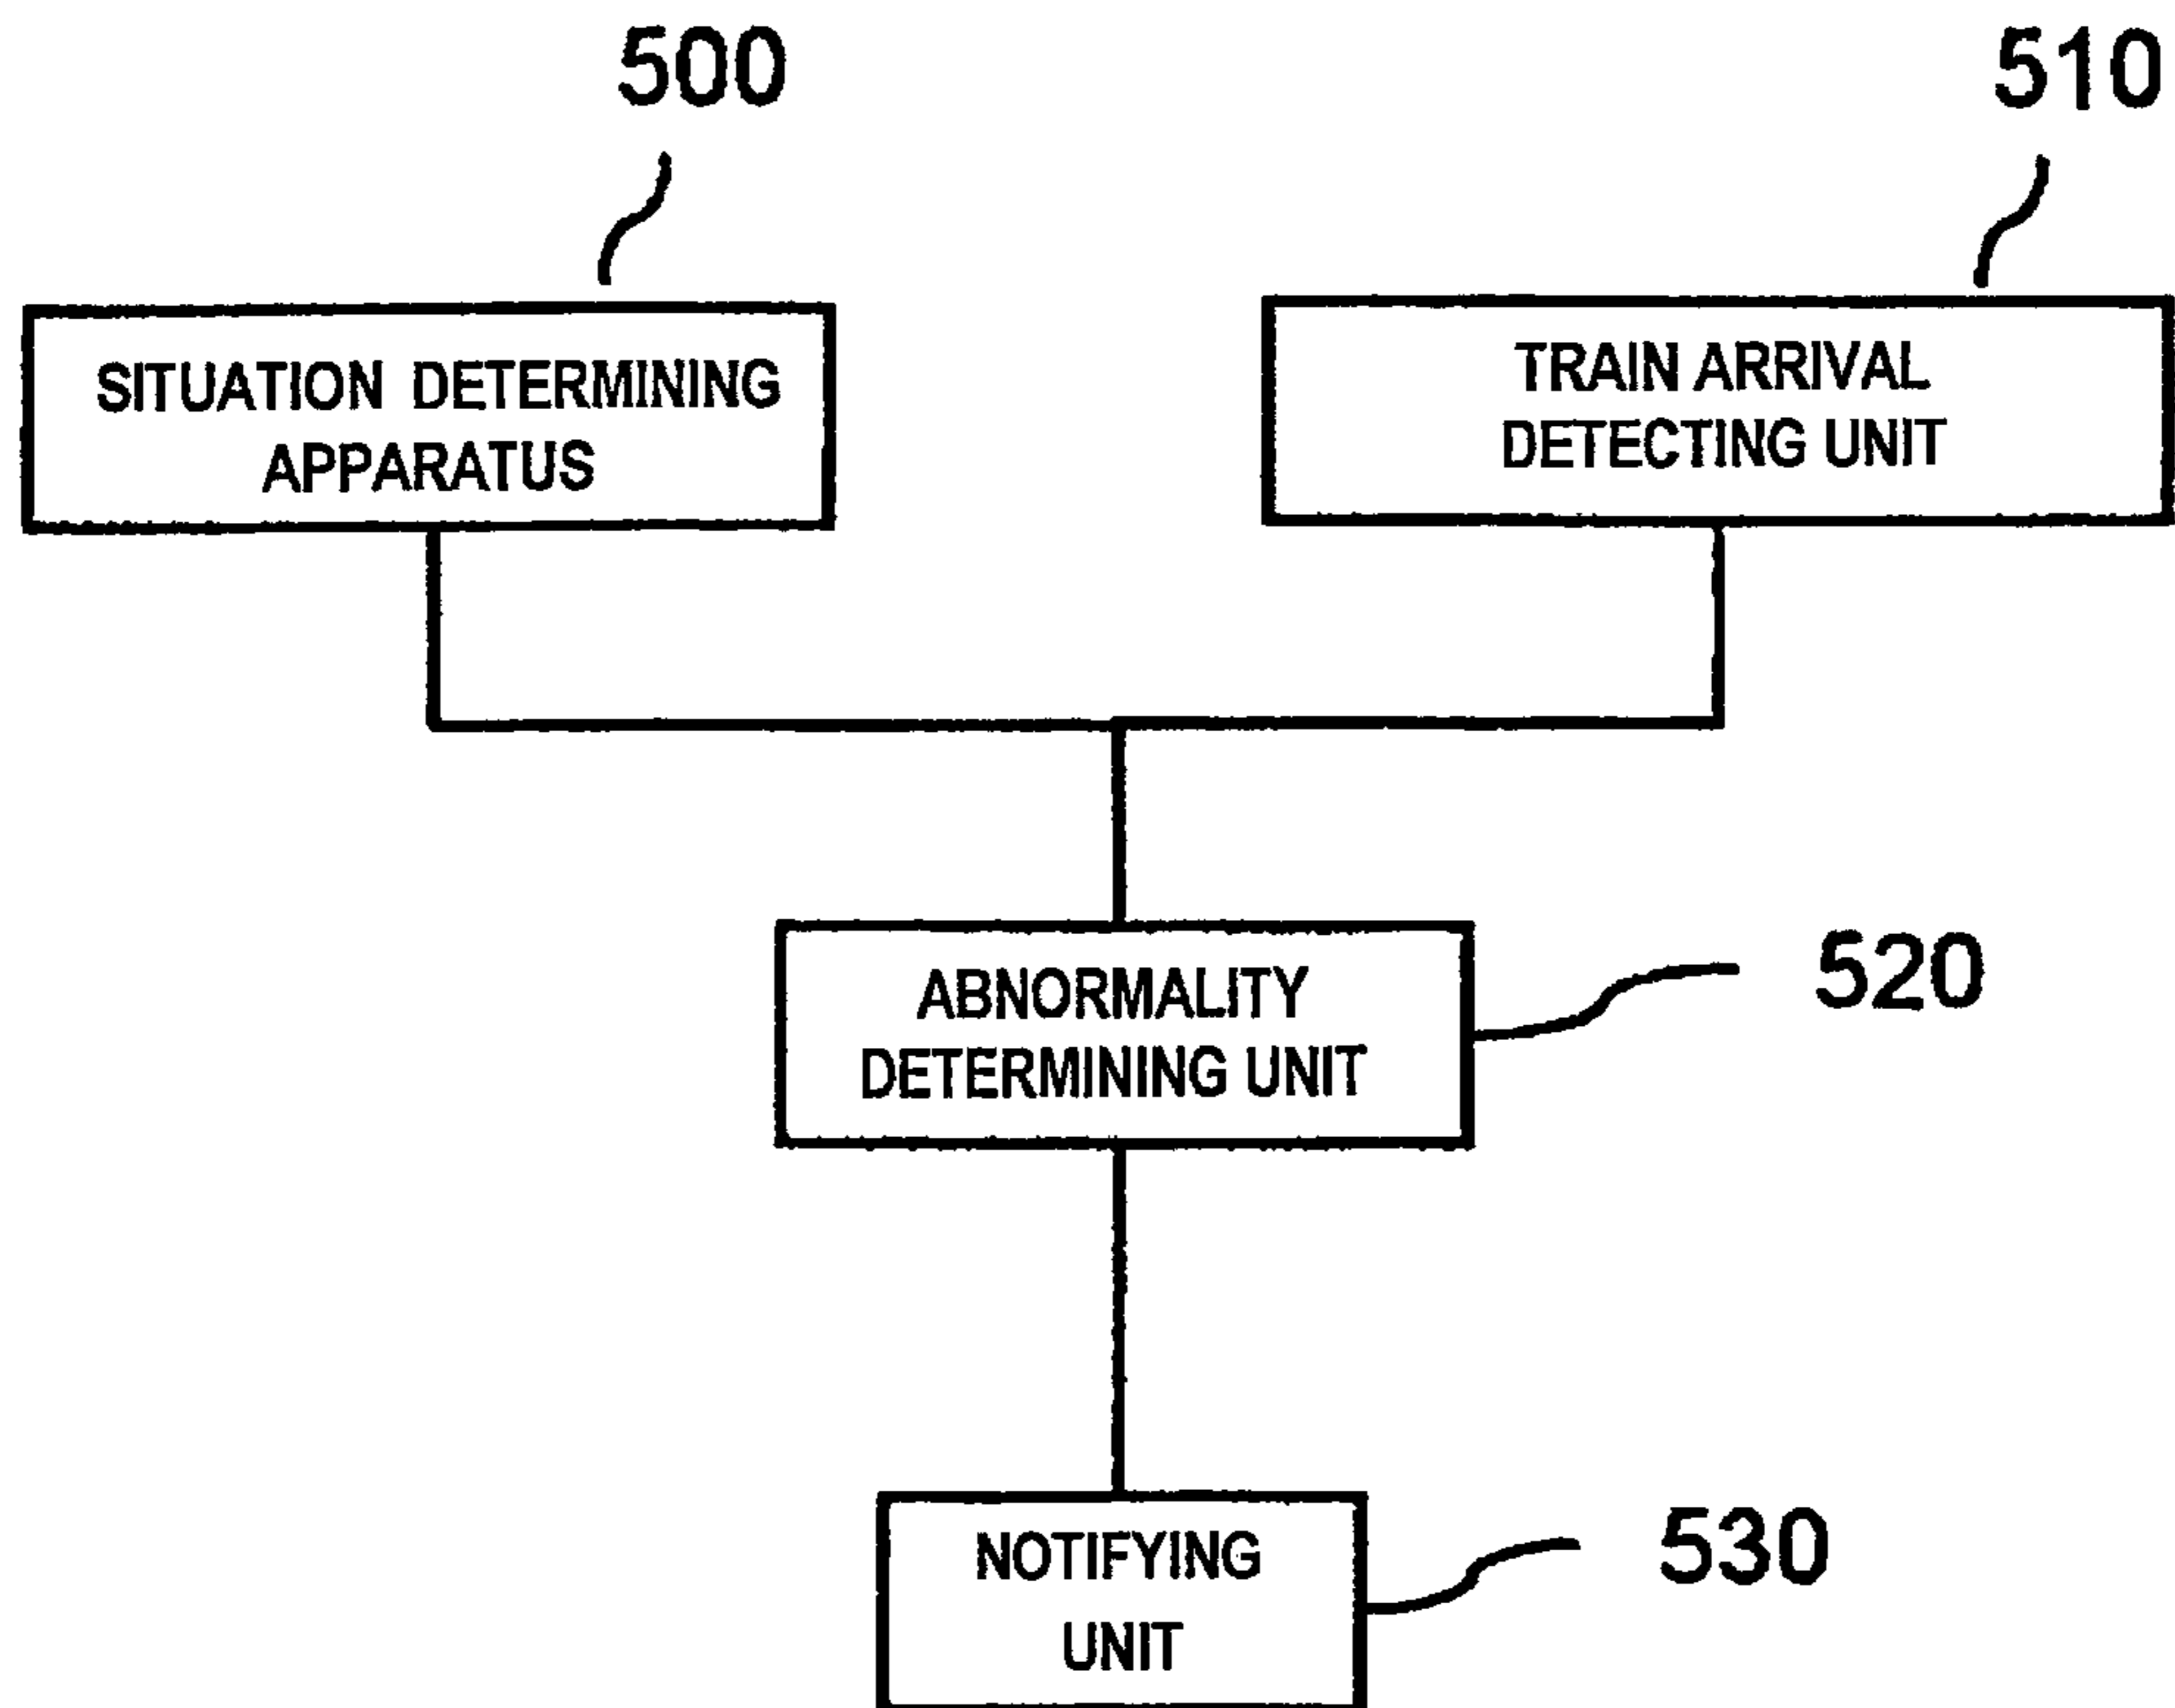 500
510
SITUATION DETERMINING
APPARATUS
TRAIN ARRIVAL
DETECTING UNIT
ABNORMALITY
DETERMINING UNIT
520
NOTIFYING
UNIT
530